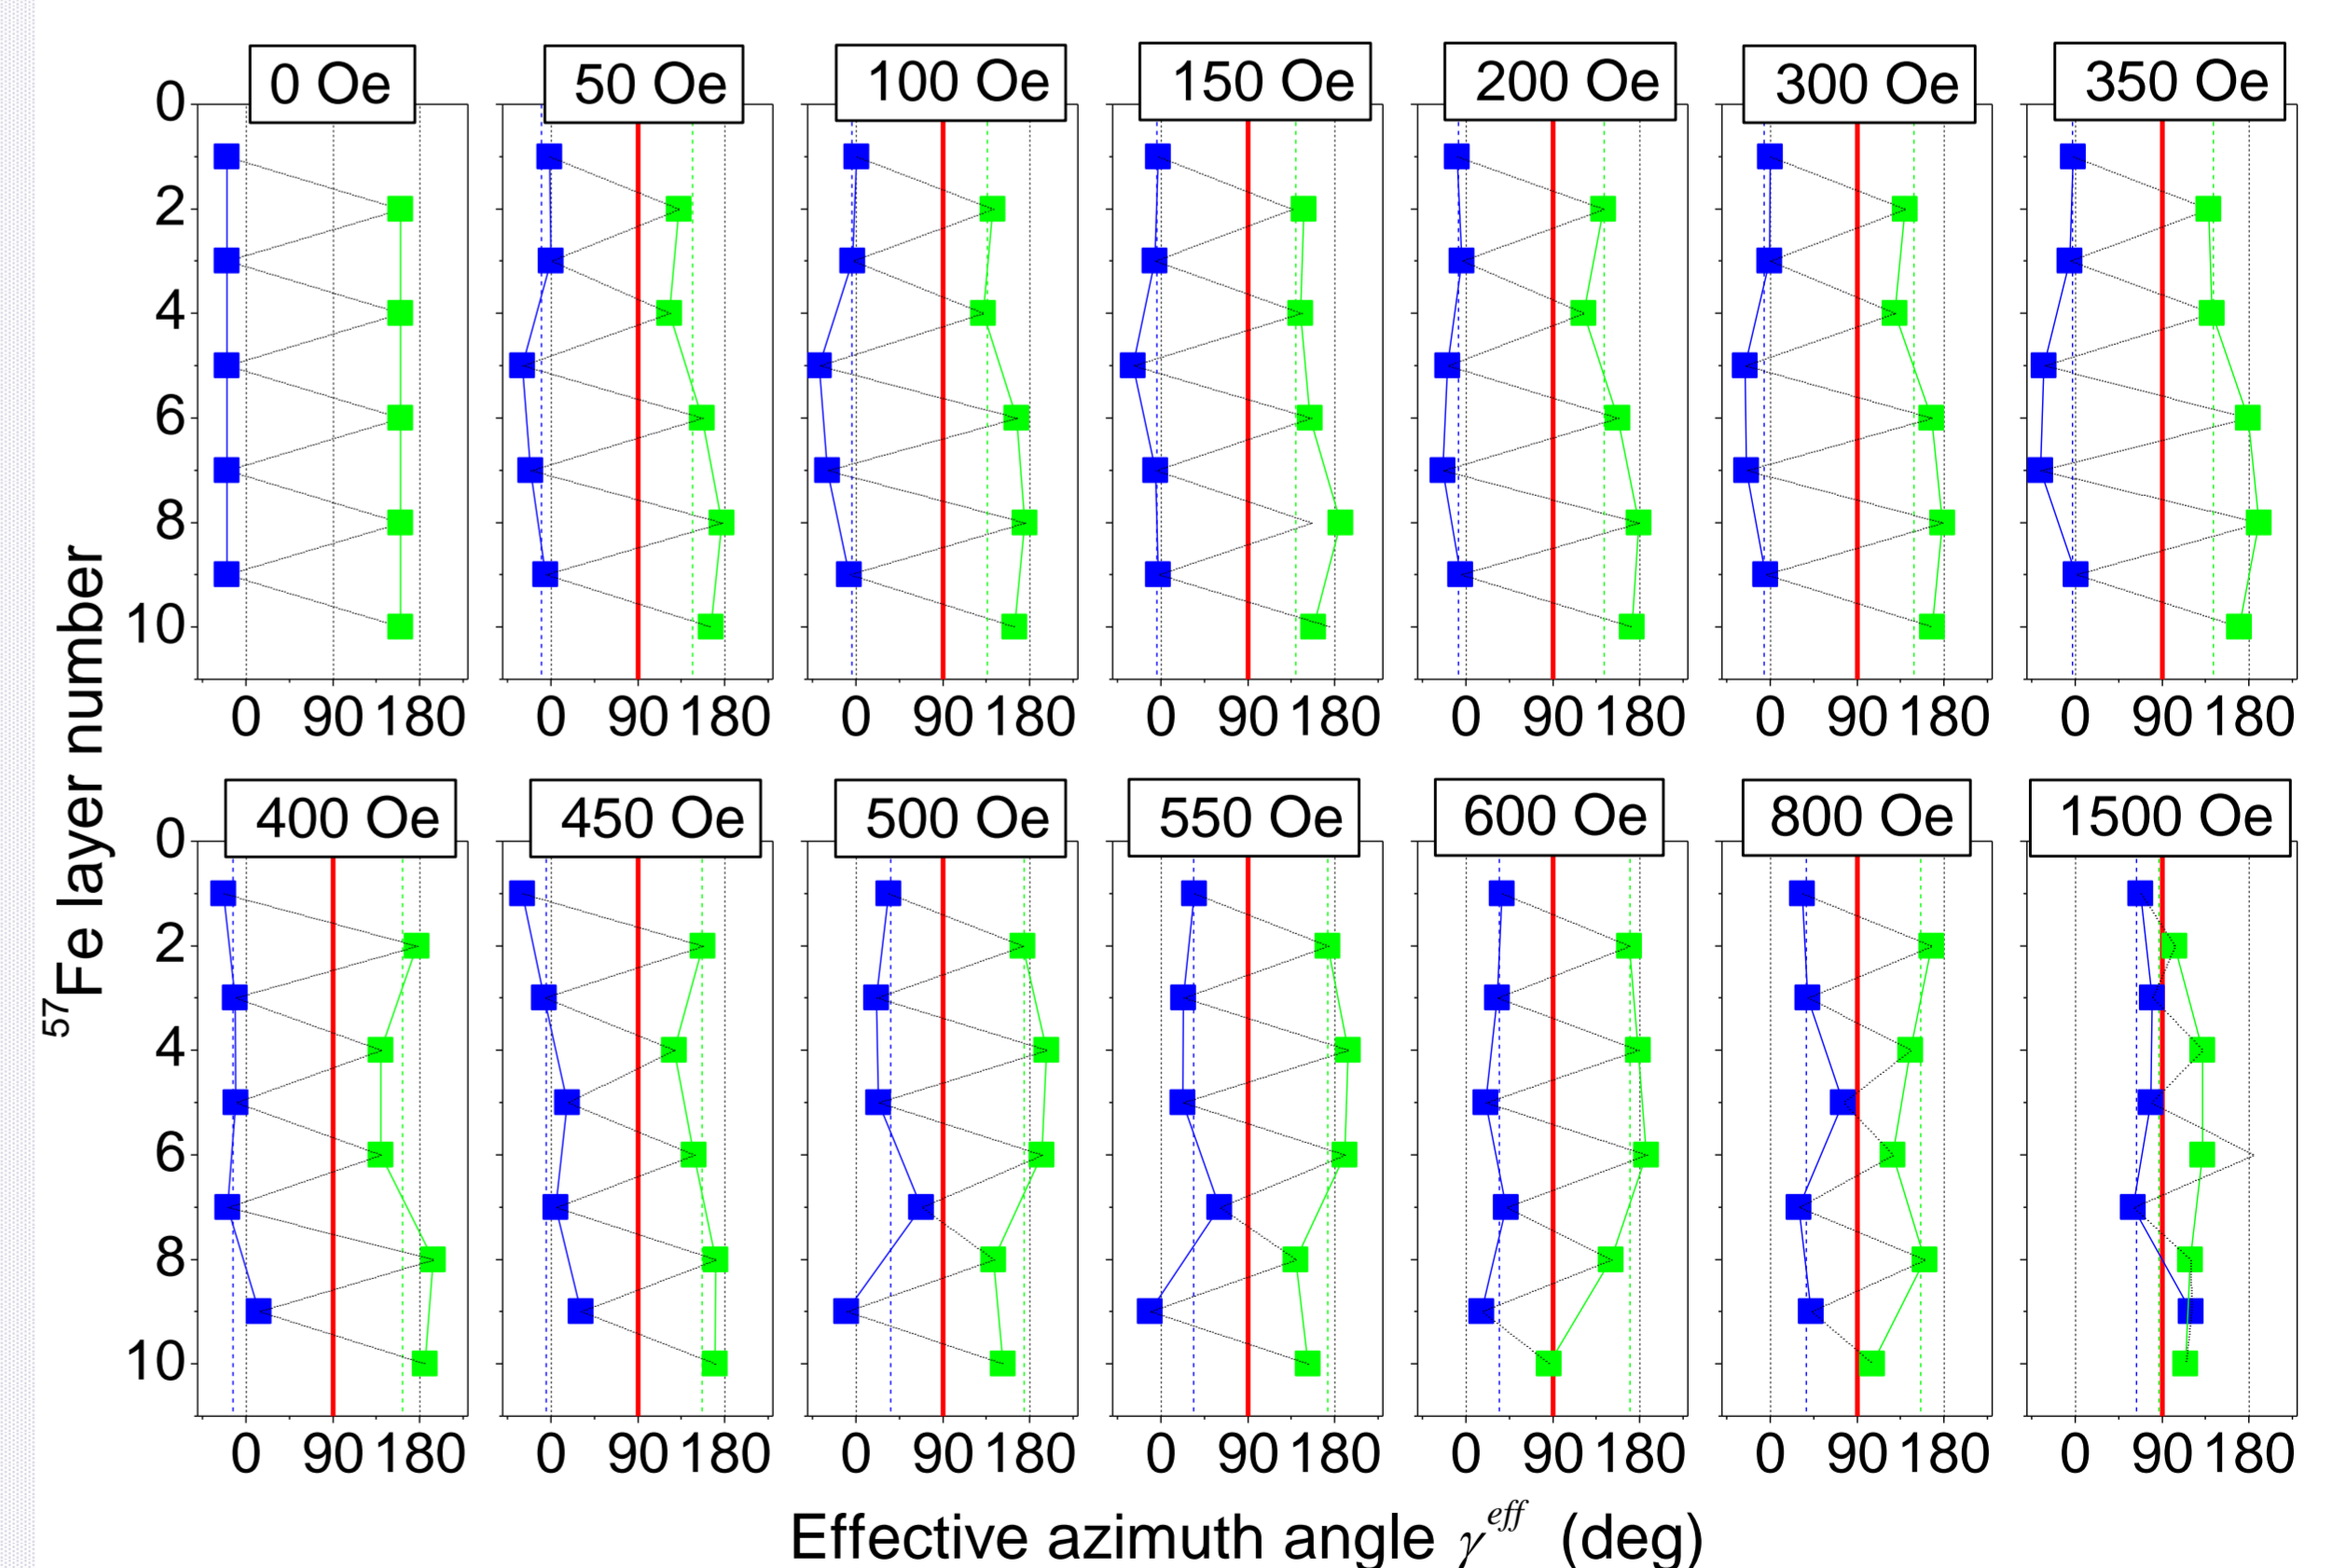 0 Oe 50 Oe 100 Oe 150 Oe 200 Oe 300 Oe 350 Oe
0
2
4
6
8
10
0 90 180 0 90 180 0 90 180 0 90 180 0 90 180 0 90 180 0 90 180
57Fe layer number
400 Oe 450 Oe 500 Oe 550 Oe 600 Oe 800 Oe 1500 Oe
0
2
4
6
8
10
0 90 180 0 90 180 0 90 180 0 90 180 0 90 180 0 90 180 0 90 180
Effective azimuth angle γeff (deg)